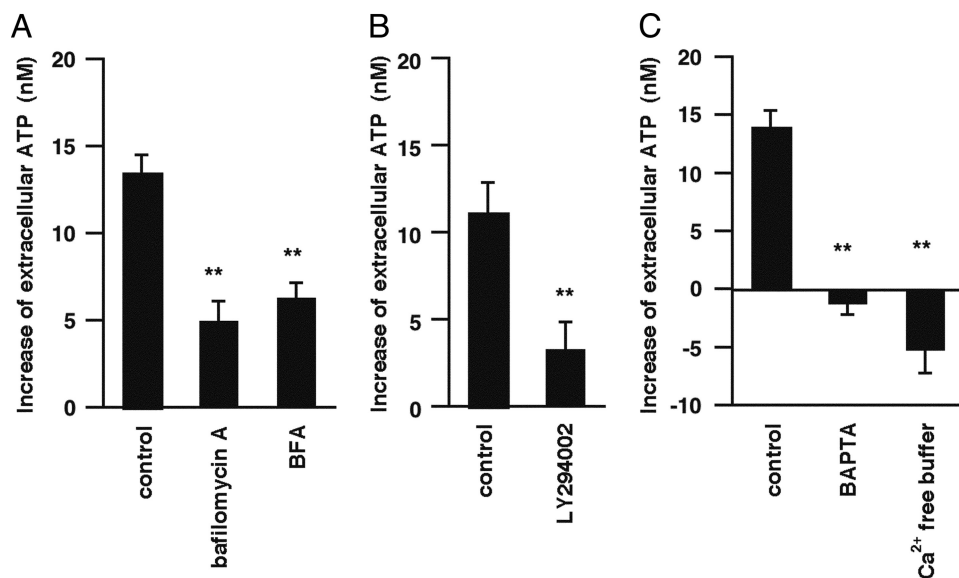 A
Increase of extracellular ATP (nM)
20
15
10
5
0
**
**
control
bafilomycin A
BFA
B
Increase of extracellular ATP (nM)
20
15
10
5
0
**
control
LY294002
C
Increase of extracellular ATP (nM)
20
15
10
5
0
-5
-10
**
**
control
BAPTA
Ca²⁺ free buffer